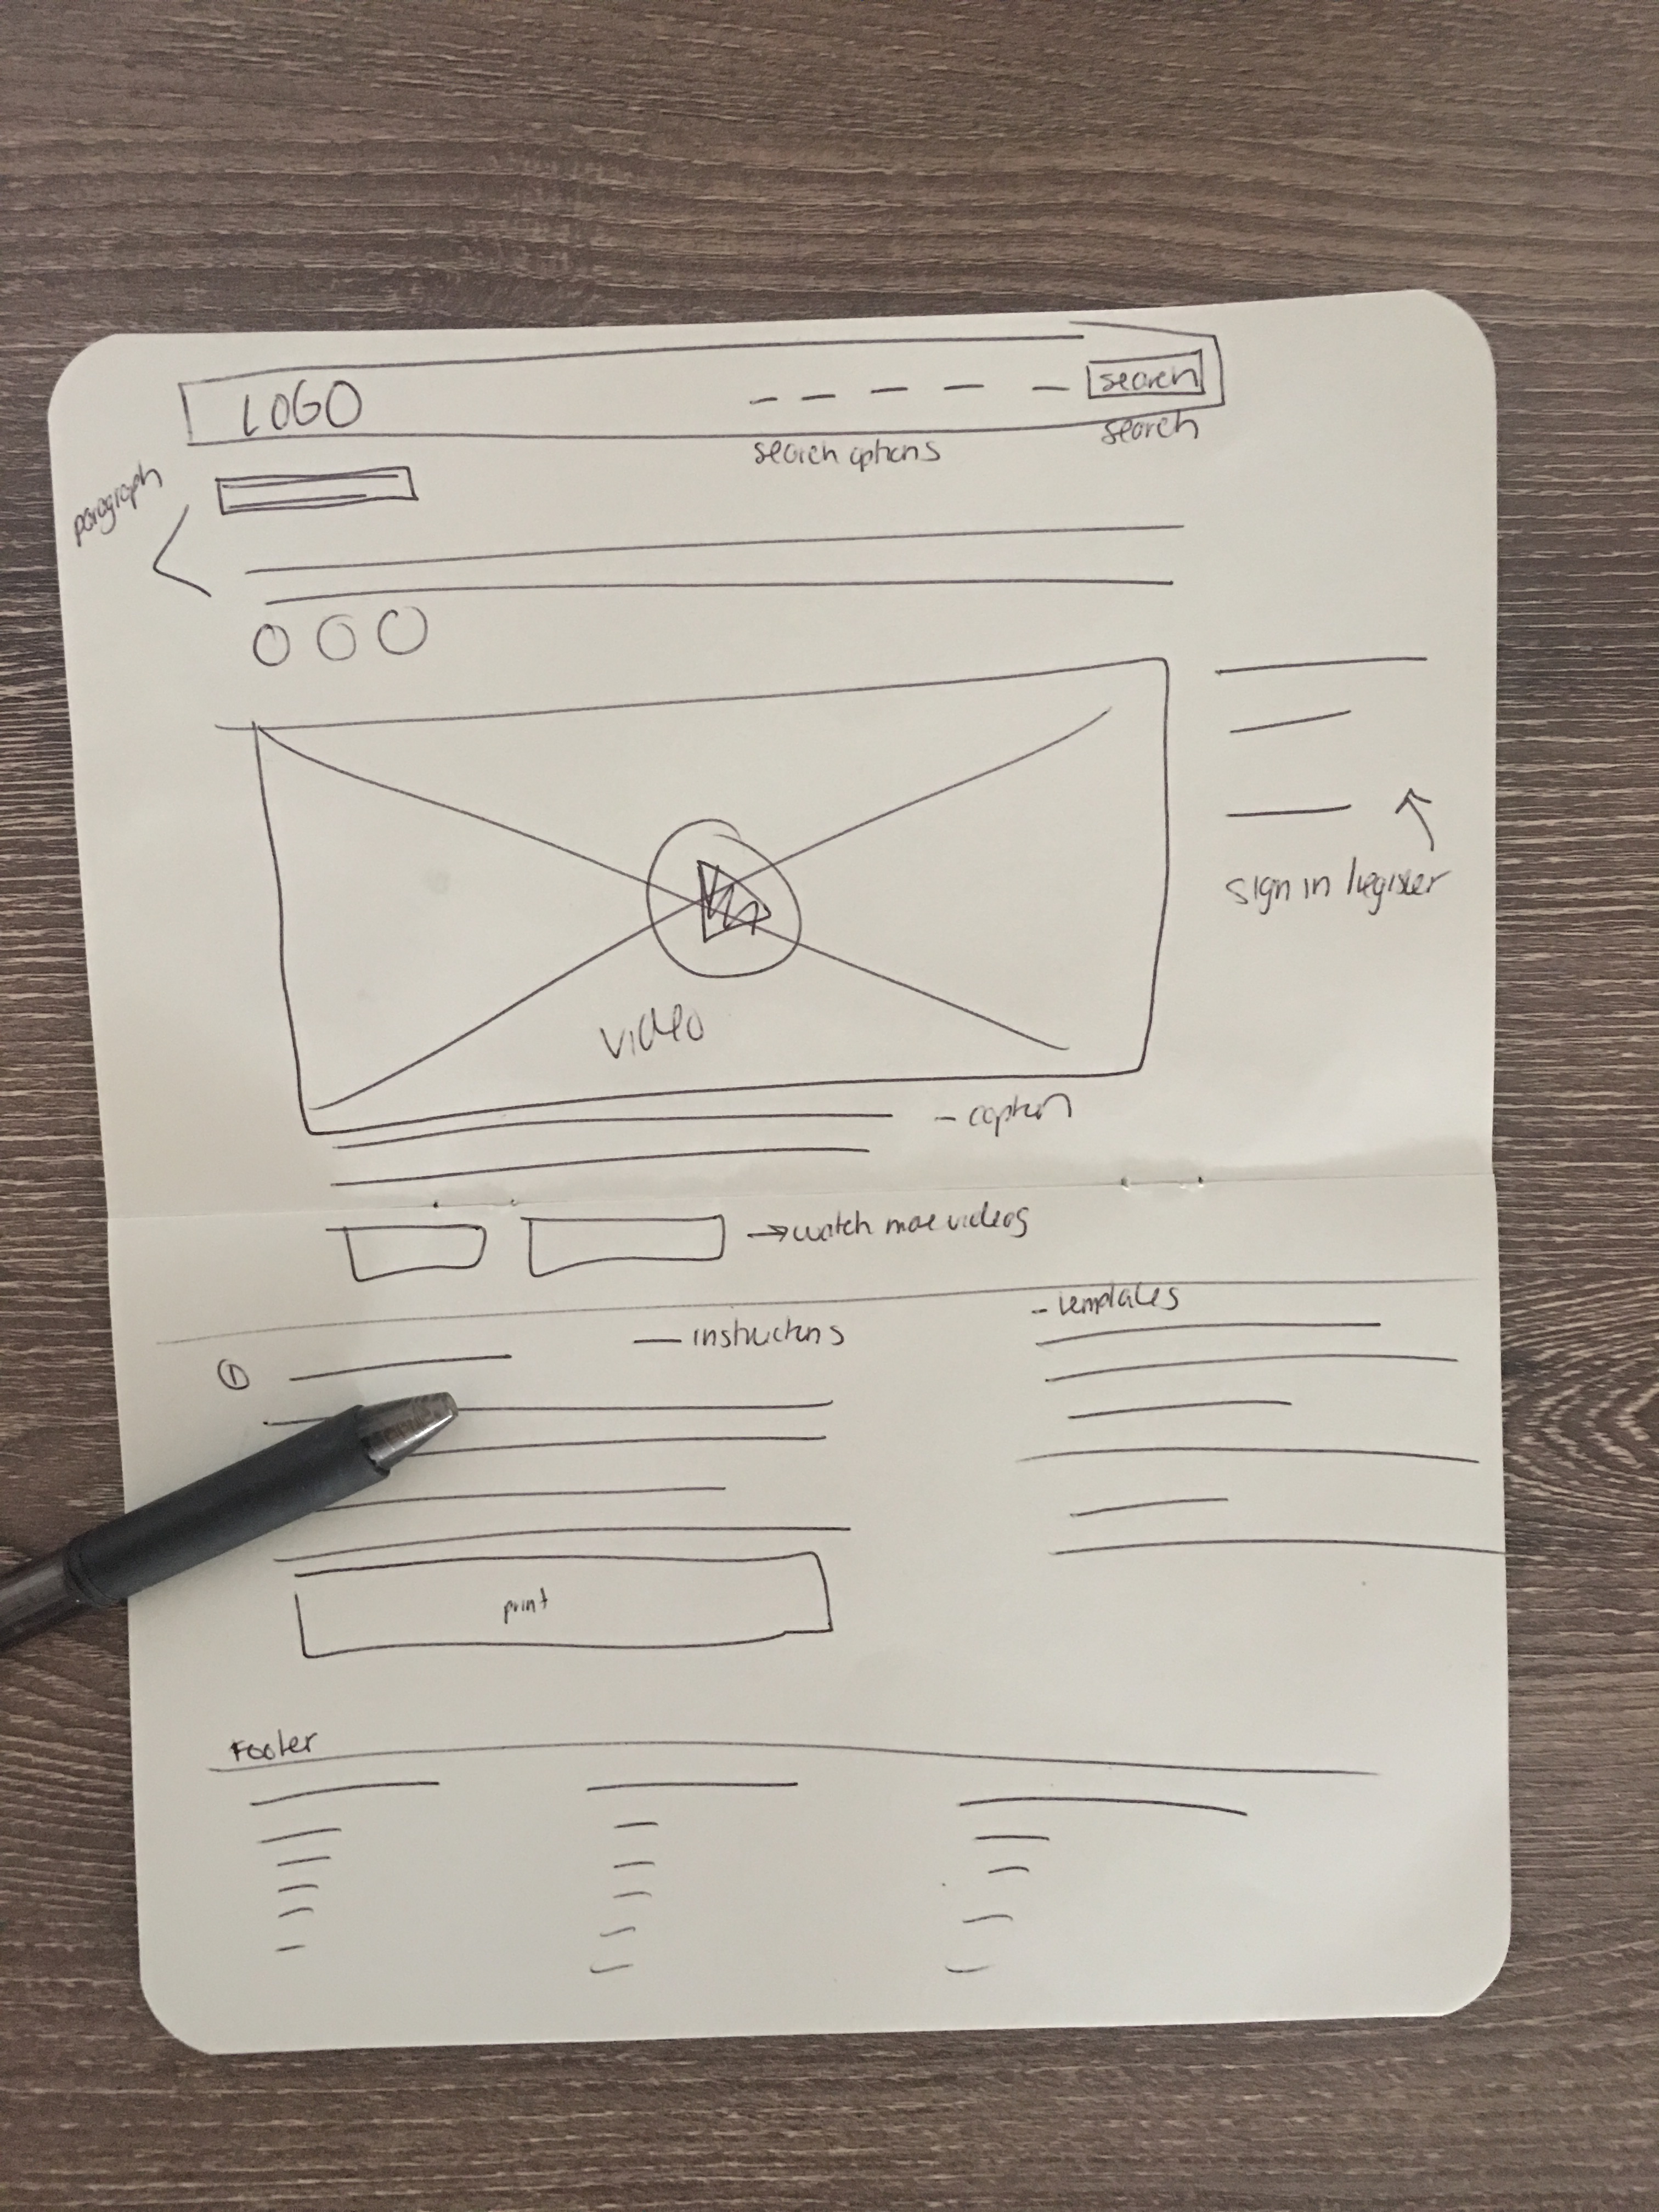 LOGO
search
search
search options
paragraph
sign in / register
video
- caption
→ watch more videos
- templates
— instructions
①
print
Footer